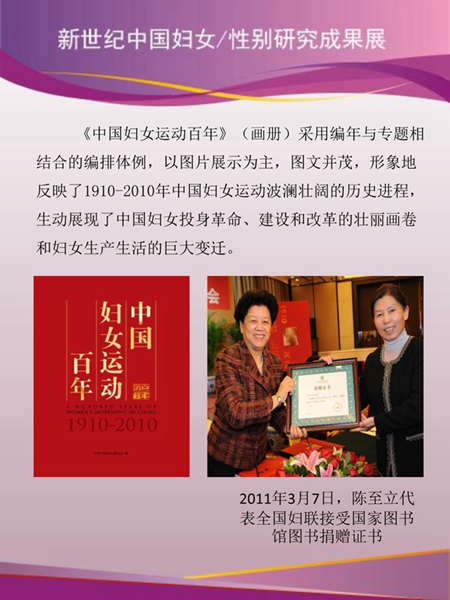 新世纪中国妇女/性别研究成果展
《中国妇女运动百年》（画册）采用编年与专题相
结合的编排体例，以图片展示为主，图文并茂，形象地
反映了1910-2010年中国妇女运动波澜壮阔的历史进程，
生动展现了中国妇女投身革命、建设和改革的壮丽画卷
和妇女生产生活的巨大变迁。
中国
妇女运动
百年
A HUNDRED YEARS OF
WOMEN'S MOVEMENT IN CHINA
1910-2010
会
捐赠证书
2011年3月7日，陈至立代
表全国妇联接受国家图书
馆图书捐赠证书